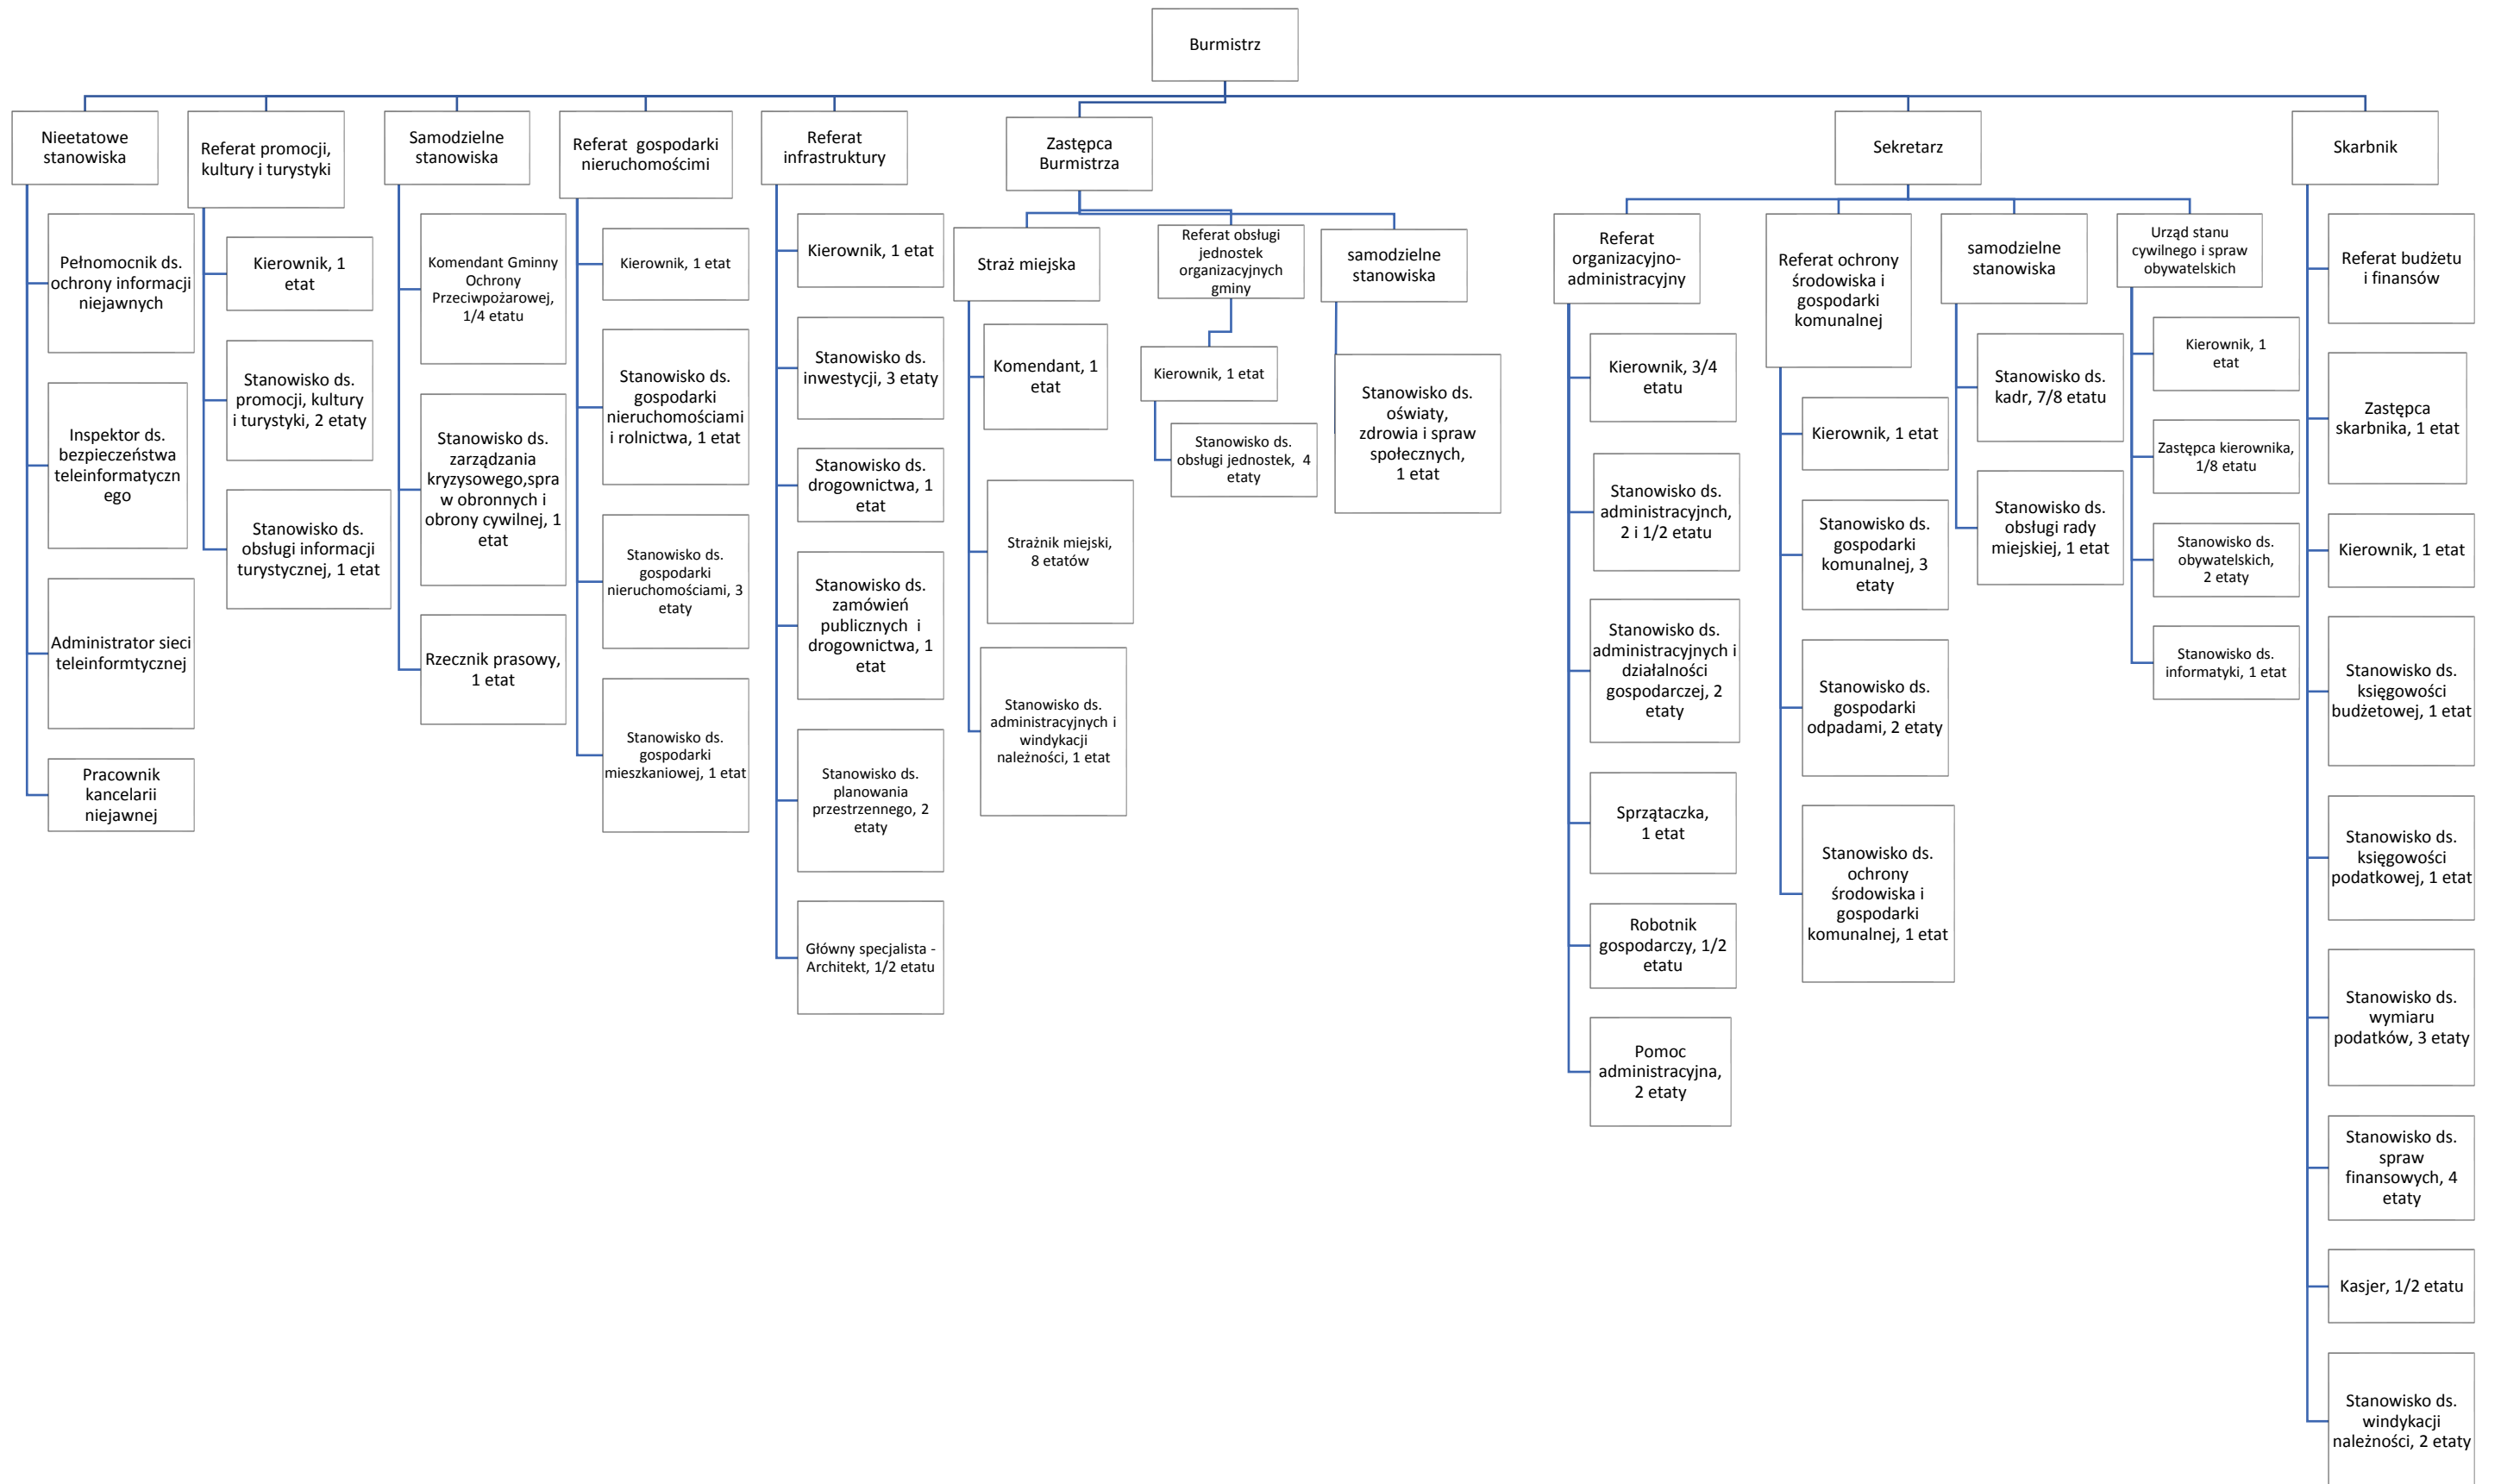 Burmistrz
Nieetatowe
stanowiska
Pełnomocnik ds.
ochrony informacji
niejawnych
Inspektor ds.
bezpieczeństwa
teleinformatyczn
ego
Administrator sieci
teleinformtycznej
Pracownik
kancelarii
niejawnej
Referat promocji,
kultury i turystyki
Kierownik, 1
etat
Stanowisko ds.
promocji, kultury
i turystyki, 2 etaty
Stanowisko ds.
obsługi informacji
turystycznej, 1 etat
Samodzielne
stanowiska
Komendant Gminny
Ochrony
Przeciwpożarowej,
1/4 etatu
Stanowisko ds.
zarządzania
kryzysowego,spra
w obronnych i
obrony cywilnej, 1
etat
Rzecznik prasowy,
1 etat
Referat gospodarki
nieruchomościmi
Kierownik, 1 etat
Stanowisko ds.
gospodarki
nieruchomościami
i rolnictwa, 1 etat
Stanowisko ds.
gospodarki
nieruchomościami, 3
etaty
Stanowisko ds.
gospodarki
mieszkaniowej, 1 etat
Referat
infrastruktury
Kierownik, 1 etat
Stanowisko ds.
inwestycji, 3 etaty
Stanowisko ds.
drogownictwa, 1
etat
Stanowisko ds.
zamówień
publicznych i
drogownictwa, 1
etat
Stanowisko ds.
planowania
przestrzennego, 2
etaty
Główny specjalista -
Architekt, 1/2 etatu
Zastępca
Burmistrza
Straż miejska
Komendant, 1
etat
Strażnik miejski,
8 etatów
Stanowisko ds.
administracyjnych i
windykacji
należności, 1 etat
Referat obsługi
jednostek
organizacyjnych
gminy
Kierownik, 1 etat
Stanowisko ds.
obsługi jednostek, 4
etaty
samodzielne
stanowiska
Stanowisko ds.
oświaty,
zdrowia i spraw
społecznych,
1 etat
Sekretarz
Referat
organizacyjno-
administracyjny
Kierownik, 3/4
etatu
Stanowisko ds.
administracyjnch,
2 i 1/2 etatu
Stanowisko ds.
administracyjnych i
działalności
gospodarczej, 2
etaty
Sprzątaczka,
1 etat
Robotnik
gospodarczy, 1/2
etatu
Pomoc
administracyjna,
2 etaty
Referat ochrony
środowiska i
gospodarki
komunalnej
Kierownik, 1 etat
Stanowisko ds.
gospodarki
komunalnej, 3
etaty
Stanowisko ds.
gospodarki
odpadami, 2 etaty
Stanowisko ds.
ochrony
środowiska i
gospodarki
komunalnej, 1 etat
samodzielne
stanowiska
Stanowisko ds.
kadr, 7/8 etatu
Stanowisko ds.
obsługi rady
miejskiej, 1 etat
Urząd stanu
cywilnego i spraw
obywatelskich
Kierownik, 1
etat
Zastępca kierownika,
1/8 etatu
Stanowisko ds.
obywatelskich,
2 etaty
Stanowisko ds.
informatyki, 1 etat
Skarbnik
Referat budżetu
i finansów
Zastępca
skarbnika, 1 etat
Kierownik, 1 etat
Stanowisko ds.
księgowości
budżetowej, 1 etat
Stanowisko ds.
księgowości
podatkowej, 1 etat
Stanowisko ds.
wymiaru
podatków, 3 etaty
Stanowisko ds.
spraw
finansowych, 4
etaty
Kasjer, 1/2 etatu
Stanowisko ds.
windykacji
należności, 2 etaty